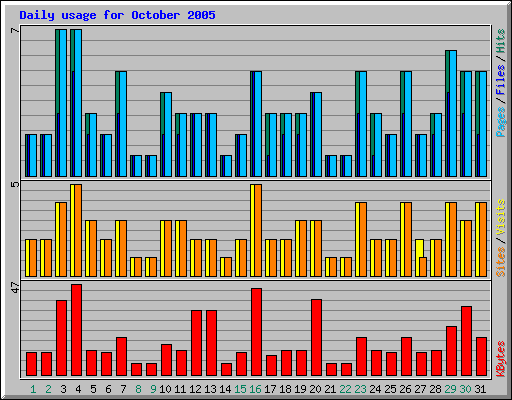 Daily usage for October 2005
7
Pages / Files / Hits
5
Sites / Visits
47
KBytes
1 2 3 4 5 6 7 8 9 10 11 12 13 14 15 16 17 18 19 20 21 22 23 24 25 26 27 28 29 30 31